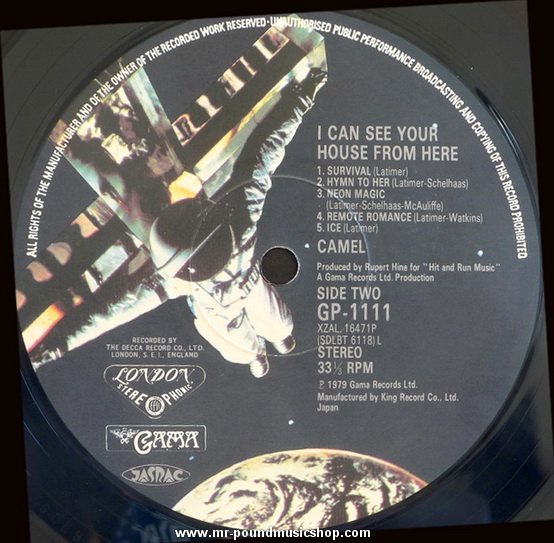 ALL RIGHTS OF THE MANUFACTURER AND OF THE OWNER OF THE RECORDED WORK RESERVED · UNAUTHORISED PUBLIC PERFORMANCE BROADCASTING AND COPYING OF THIS RECORD PROHIBITED
I CAN SEE YOUR
HOUSE FROM HERE
1. SURVIVAL (Latimer)
2. HYMN TO HER (Latimer-Schelhaas)
3. NEON MAGIC
(Latimer-Schelhaas-McAuliffe)
4. REMOTE ROMANCE (Latimer-Watkins)
5. ICE (Latimer)
CAMEL
Produced by Rupert Hine for "Hit and Run Music"
A Gama Records Ltd. Production
SIDE TWO
GP-1111
XZAL. 16471P
(SDLBT 6118) L
STEREO
33 1/3 RPM
℗ 1979 Gama Records Ltd.
Manufactured by King Record Co., Ltd.
Japan
RECORDED BY
THE DECCA RECORD CO., LTD.
LONDON, S.E.I., ENGLAND
LONDON
STEREOPHONIC
GAMA
JASRAC
www.mr-poundmusicshop.com